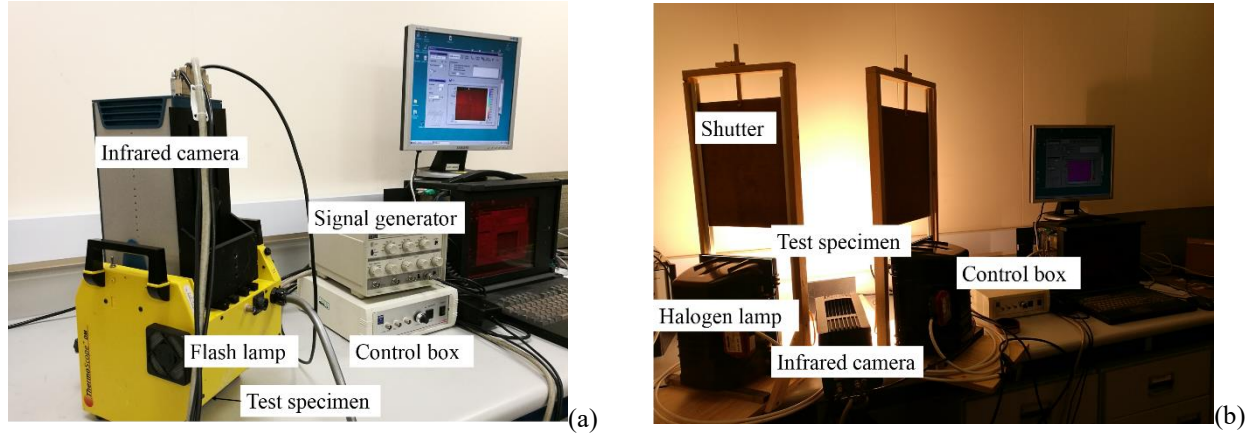 Infrared camera
Signal generator
Flash lamp
Control box
ThermoScope
Test specimen
(a)
Shutter
Test specimen
Control box
Halogen lamp
Infrared camera
(b)